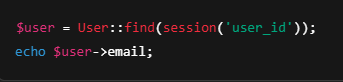 $user = User::find(session('user_id'));
echo $user->email;